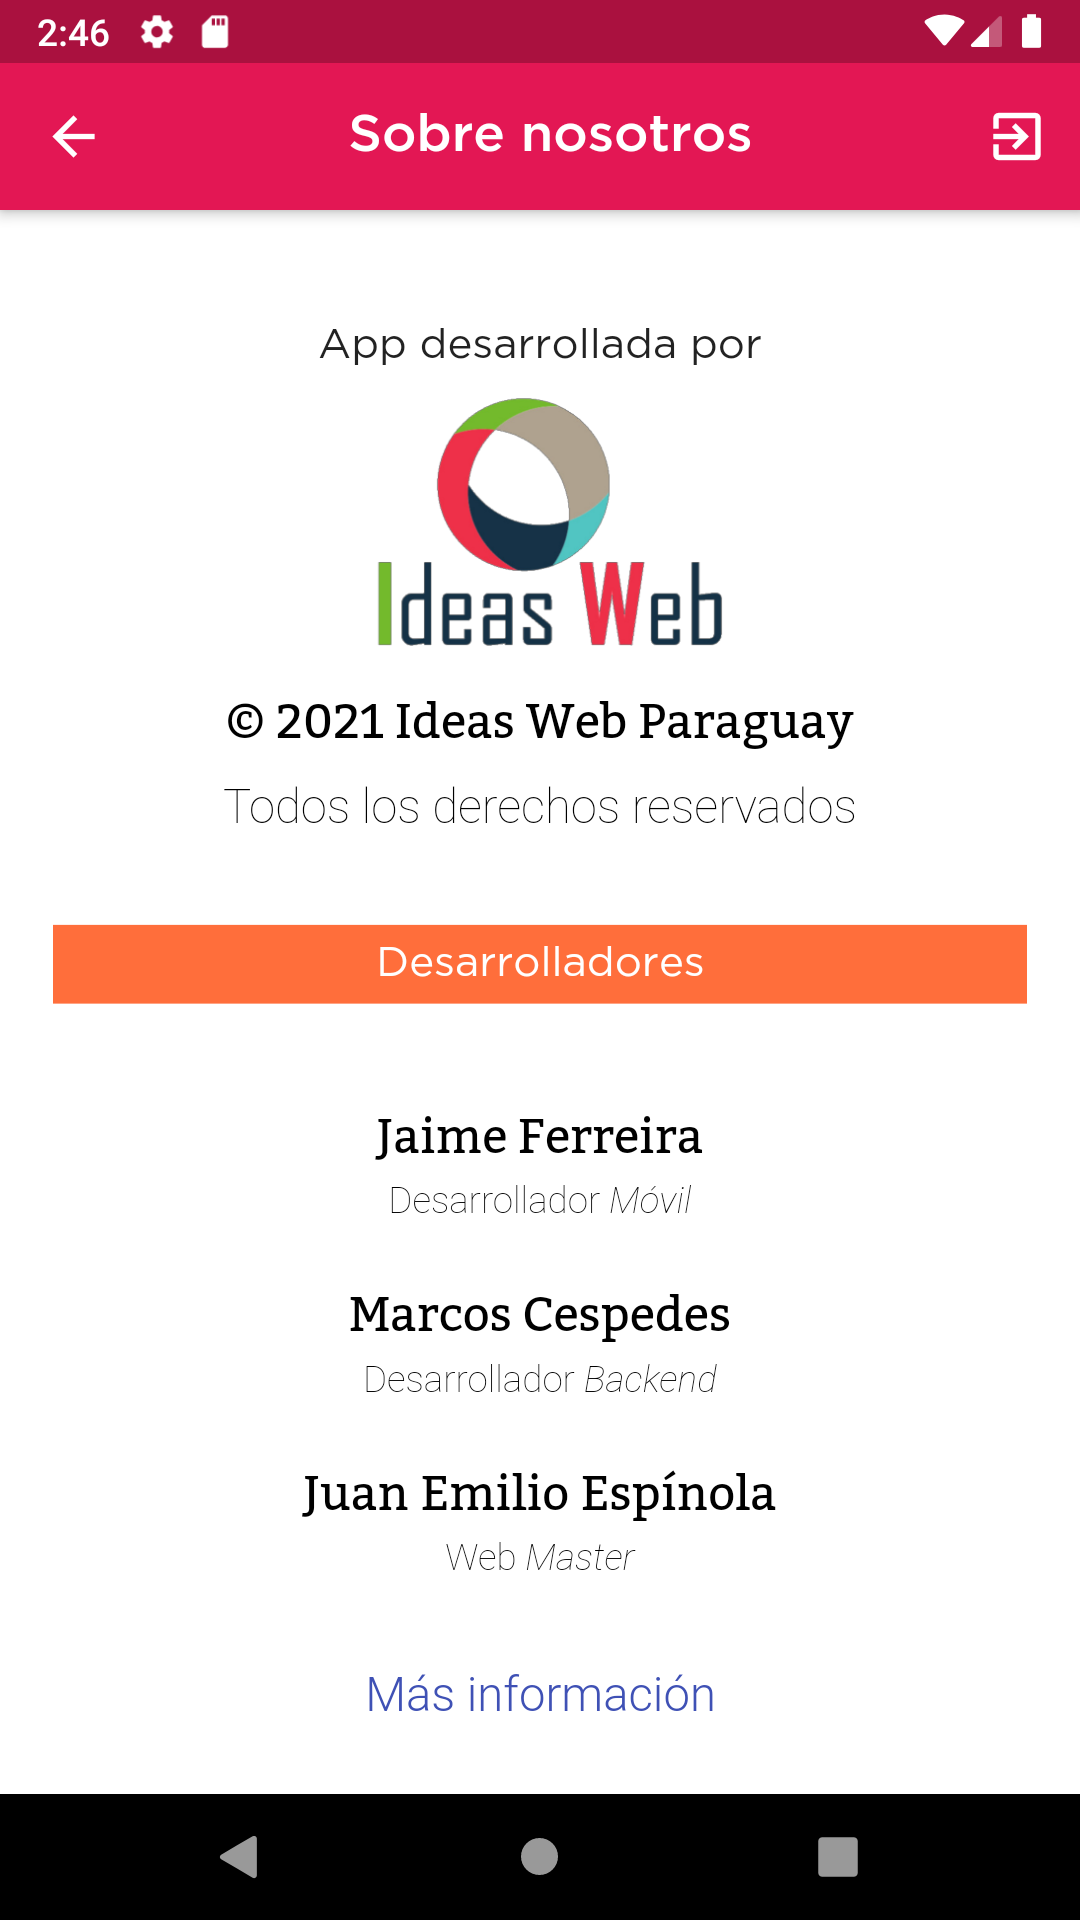 2:46
Sobre nosotros
App desarrollada por
Ideas Web
© 2021 Ideas Web Paraguay
Todos los derechos reservados
Desarrolladores
Jaime Ferreira
Desarrollador Móvil
Marcos Cespedes
Desarrollador Backend
Juan Emilio Espínola
Web Master
Más información